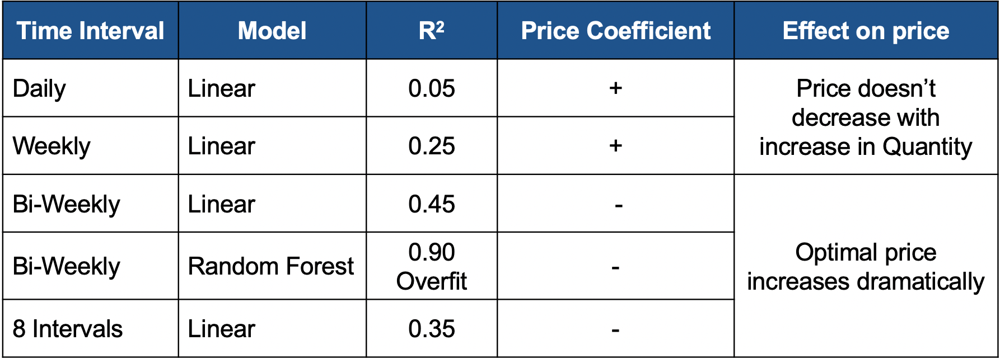 Time Interval
Model
R²
Price Coefficient
Effect on price
Daily
Linear
0.05
+
Price doesn’t
decrease with
increase in Quantity
Weekly
Linear
0.25
+
Bi-Weekly
Linear
0.45
-
Optimal price
increases dramatically
Bi-Weekly
Random Forest
0.90
Overfit
-
8 Intervals
Linear
0.35
-